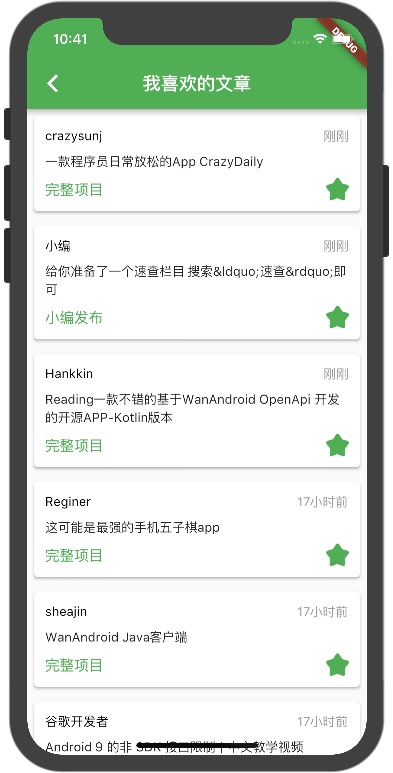 10:41
DEBUG
我喜欢的文章
crazysunj
刚刚
一款程序员日常放松的App CrazyDaily
完整项目
小编
刚刚
给你准备了一个速查栏目 搜索&ldquo;速查&rdquo;即
可
小编发布
Hankkin
刚刚
Reading一款不错的基于WanAndroid OpenApi 开发
的开源APP-Kotlin版本
完整项目
Reginer
17小时前
这可能是最强的手机五子棋app
完整项目
sheajin
17小时前
WanAndroid Java客户端
完整项目
谷歌开发者
17小时前
Android 9 的非 SDK 接口限制 | 中文教学视频